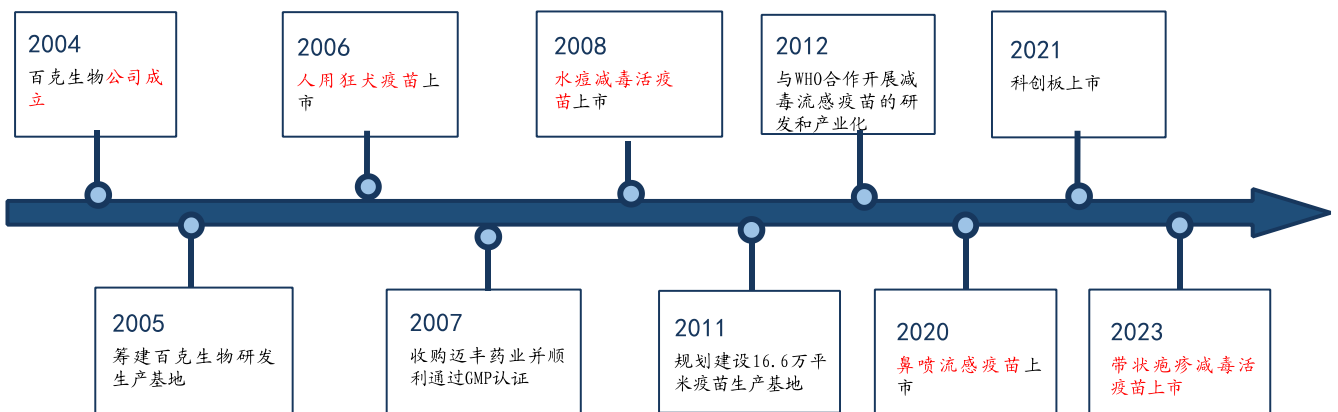 2004
百克生物公司成
立
2006
人用狂犬疫苗上
市
2008
水痘减毒活疫
苗上市
2012
与WHO合作开展减
毒流感疫苗的研
发和产业化
2021
科创板上市
2005
筹建百克生物研发
生产基地
2007
收购迈丰药业并顺
利通过GMP认证
2011
规划建设16.6万平
米疫苗生产基地
2020
鼻喷流感疫苗上
市
2023
带状疱疹减毒活
疫苗上市